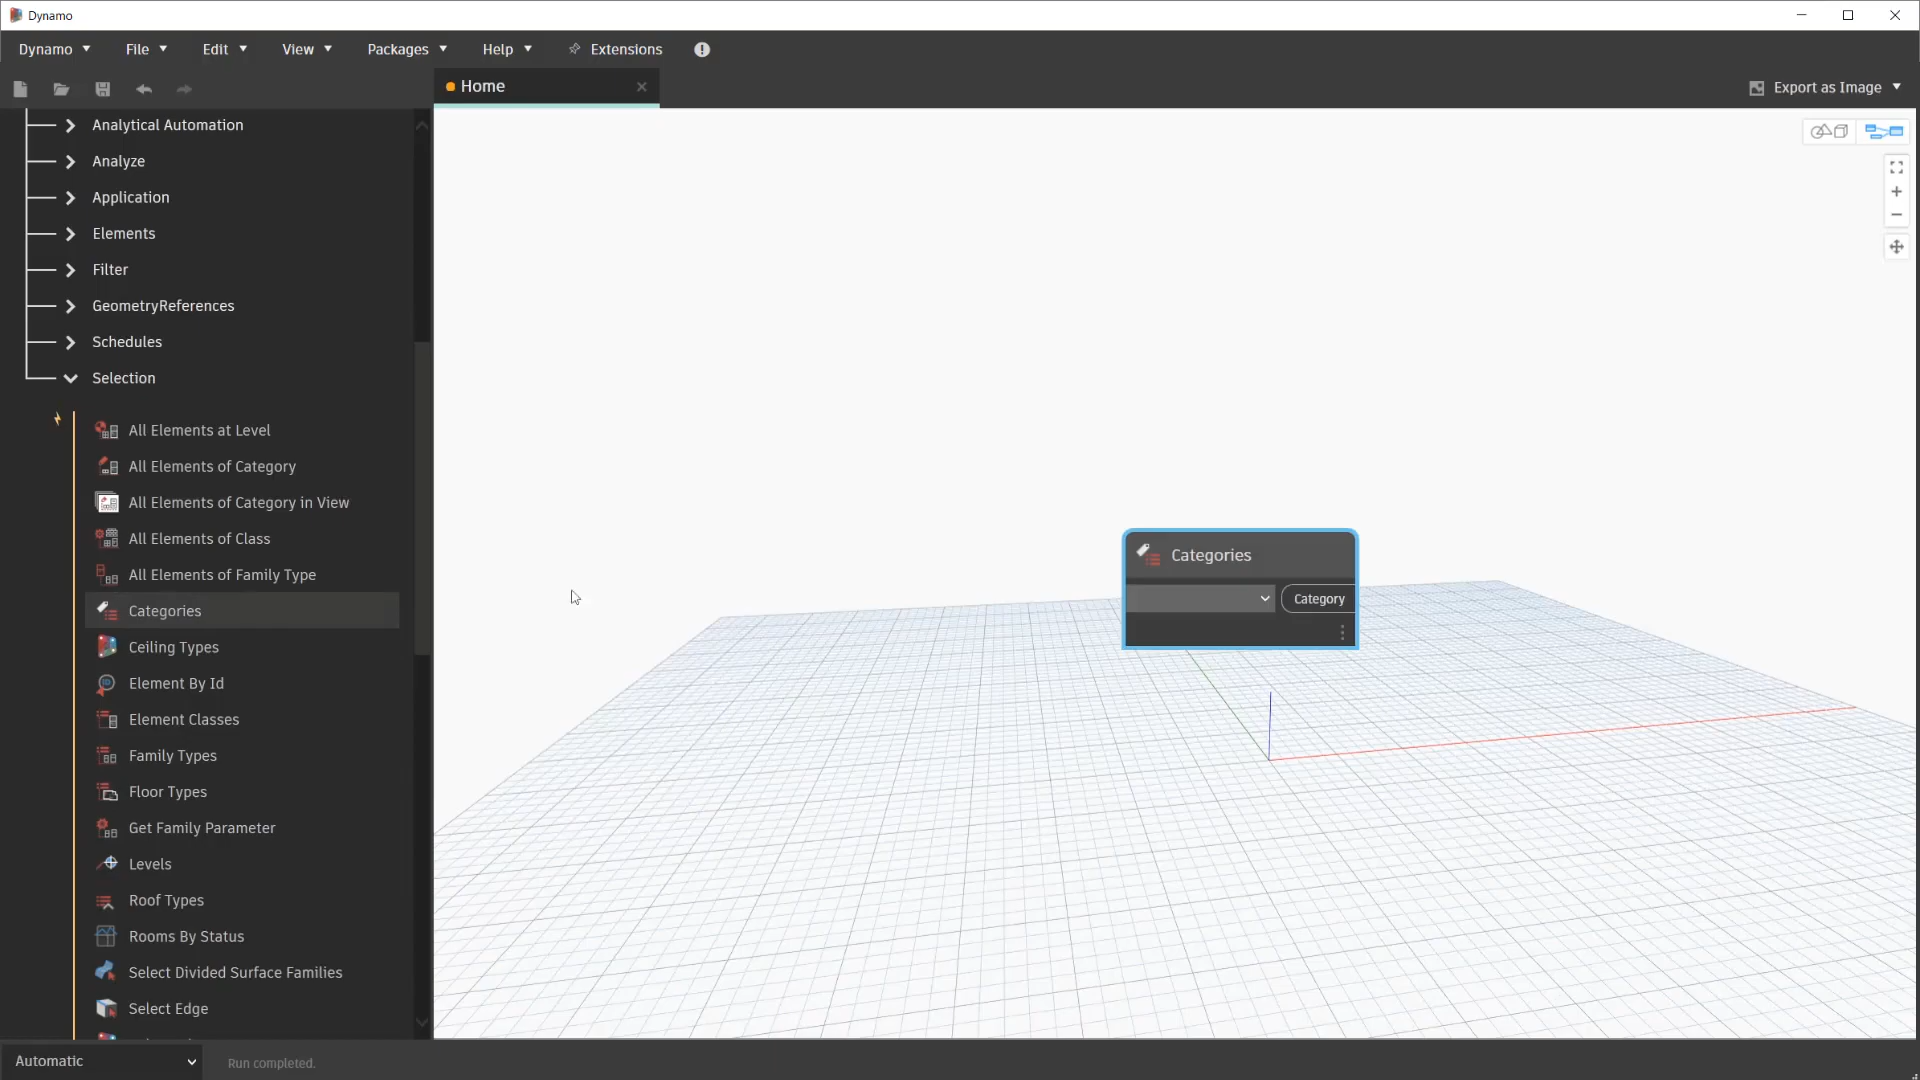 Dynamo
Dynamo File Edit View Packages Help Extensions
Home
Export as Image
Analytical Automation
Analyze
Application
Elements
Filter
GeometryReferences
Schedules
Selection
All Elements at Level
All Elements of Category
All Elements of Category in View
All Elements of Class
All Elements of Family Type
Categories
Ceiling Types
Element By Id
Element Classes
Family Types
Floor Types
Get Family Parameter
Levels
Roof Types
Rooms By Status
Select Divided Surface Families
Select Edge
Categories
Category
Automatic
Run completed.